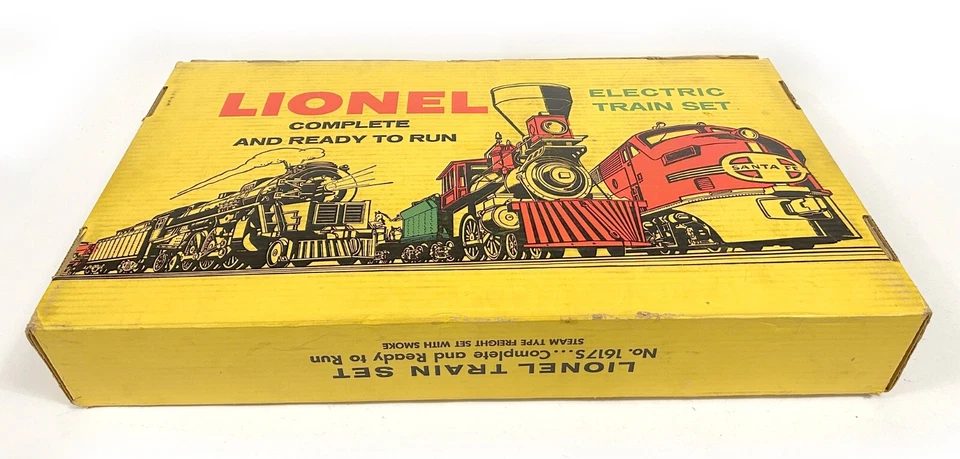 LIONEL
COMPLETE
AND READY TO RUN
ELECTRIC
TRAIN SET
SANTA FE
LIONEL TRAIN SET
No. 1617S...Complete and Ready to Run
STEAM TYPE FREIGHT SET WITH SMOKE